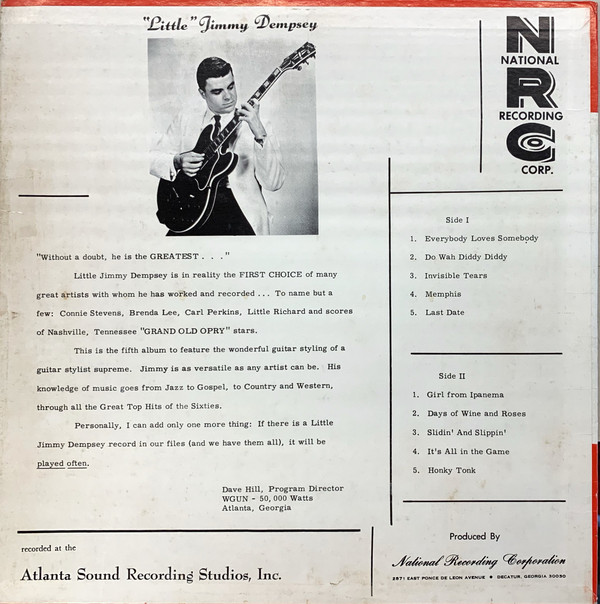 "Little" Jimmy Dempsey
NRC
NATIONAL
RECORDING
CORP.
"Without a doubt, he is the GREATEST . . . "
Little Jimmy Dempsey is in reality the FIRST CHOICE of many
great artists with whom he has worked and recorded ... To name but a
few: Connie Stevens, Brenda Lee, Carl Perkins, Little Richard and scores
of Nashville, Tennessee "GRAND OLD OPRY" stars.
This is the fifth album to feature the wonderful guitar styling of a
guitar stylist supreme. Jimmy is as versatile as any artist can be. His
knowledge of music goes from Jazz to Gospel, to Country and Western,
through all the Great Top Hits of the Sixties.
Personally, I can add only one more thing: If there is a Little
Jimmy Dempsey record in our files (and we have them all), it will be
played often.
Dave Hill, Program Director
WGUN - 50,000 Watts
Atlanta, Georgia
Side I
1. Everybody Loves Somebody
2. Do Wah Diddy Diddy
3. Invisible Tears
4. Memphis
5. Last Date
Side II
1. Girl from Ipanema
2. Days of Wine and Roses
3. Slidin' And Slippin'
4. It's All in the Game
5. Honky Tonk
recorded at the
Atlanta Sound Recording Studios, Inc.
Produced By
National Recording Corporation
2871 EAST PONCE DE LEON AVENUE • DECATUR, GEORGIA 30030